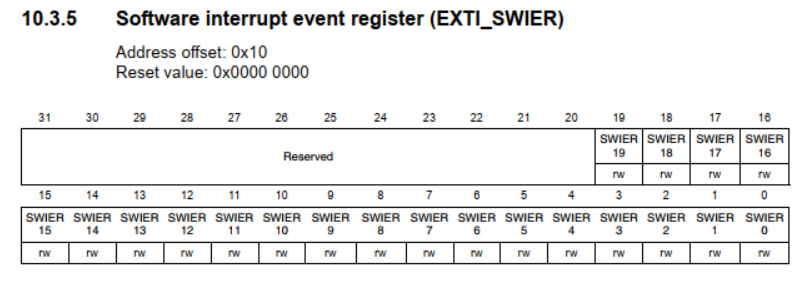 10.3.5 Software interrupt event register (EXTI_SWIER)
Address offset: 0x10
Reset value: 0x0000 0000
31 30 29 28 27 26 25 24 23 22 21 20 19 18 17 16
Reserved
SWIER SWIER SWIER SWIER
19 18 17 16
rw rw rw rw
15 14 13 12 11 10 9 8 7 6 5 4 3 2 1 0
SWIER SWIER SWIER SWIER SWIER SWIER SWIER SWIER SWIER SWIER SWIER SWIER SWIER SWIER SWIER SWIER
15 14 13 12 11 10 9 8 7 6 5 4 3 2 1 0
rw rw rw rw rw rw rw rw rw rw rw rw rw rw rw rw